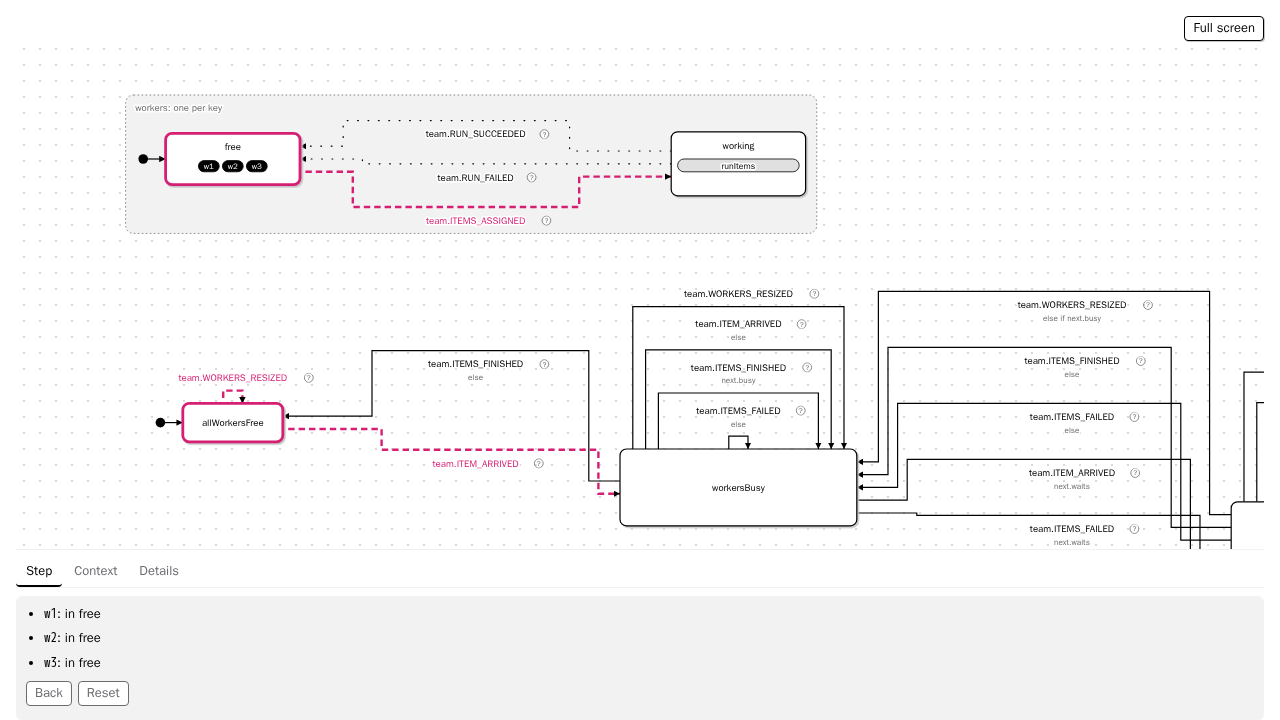 Full screen
workers: one per key
free
w1 w2 w3
team.RUN_SUCCEEDED ?
working
runItems
team.RUN_FAILED ?
team.ITEMS_ASSIGNED ?
team.WORKERS_RESIZED ?
team.ITEM_ARRIVED ?
else
team.ITEMS_FINISHED ?
next.busy
team.ITEMS_FAILED ?
else
team.WORKERS_RESIZED ?
else if next.busy
team.ITEMS_FINISHED ?
else
team.ITEMS_FAILED ?
else
team.ITEM_ARRIVED ?
next.waits
team.ITEMS_FAILED ?
next.waits
team.ITEMS_FINISHED ?
else
team.WORKERS_RESIZED ?
allWorkersFree
team.ITEM_ARRIVED ?
workersBusy
Step Context Details
• w1: in free
• w2: in free
• w3: in free
Back Reset